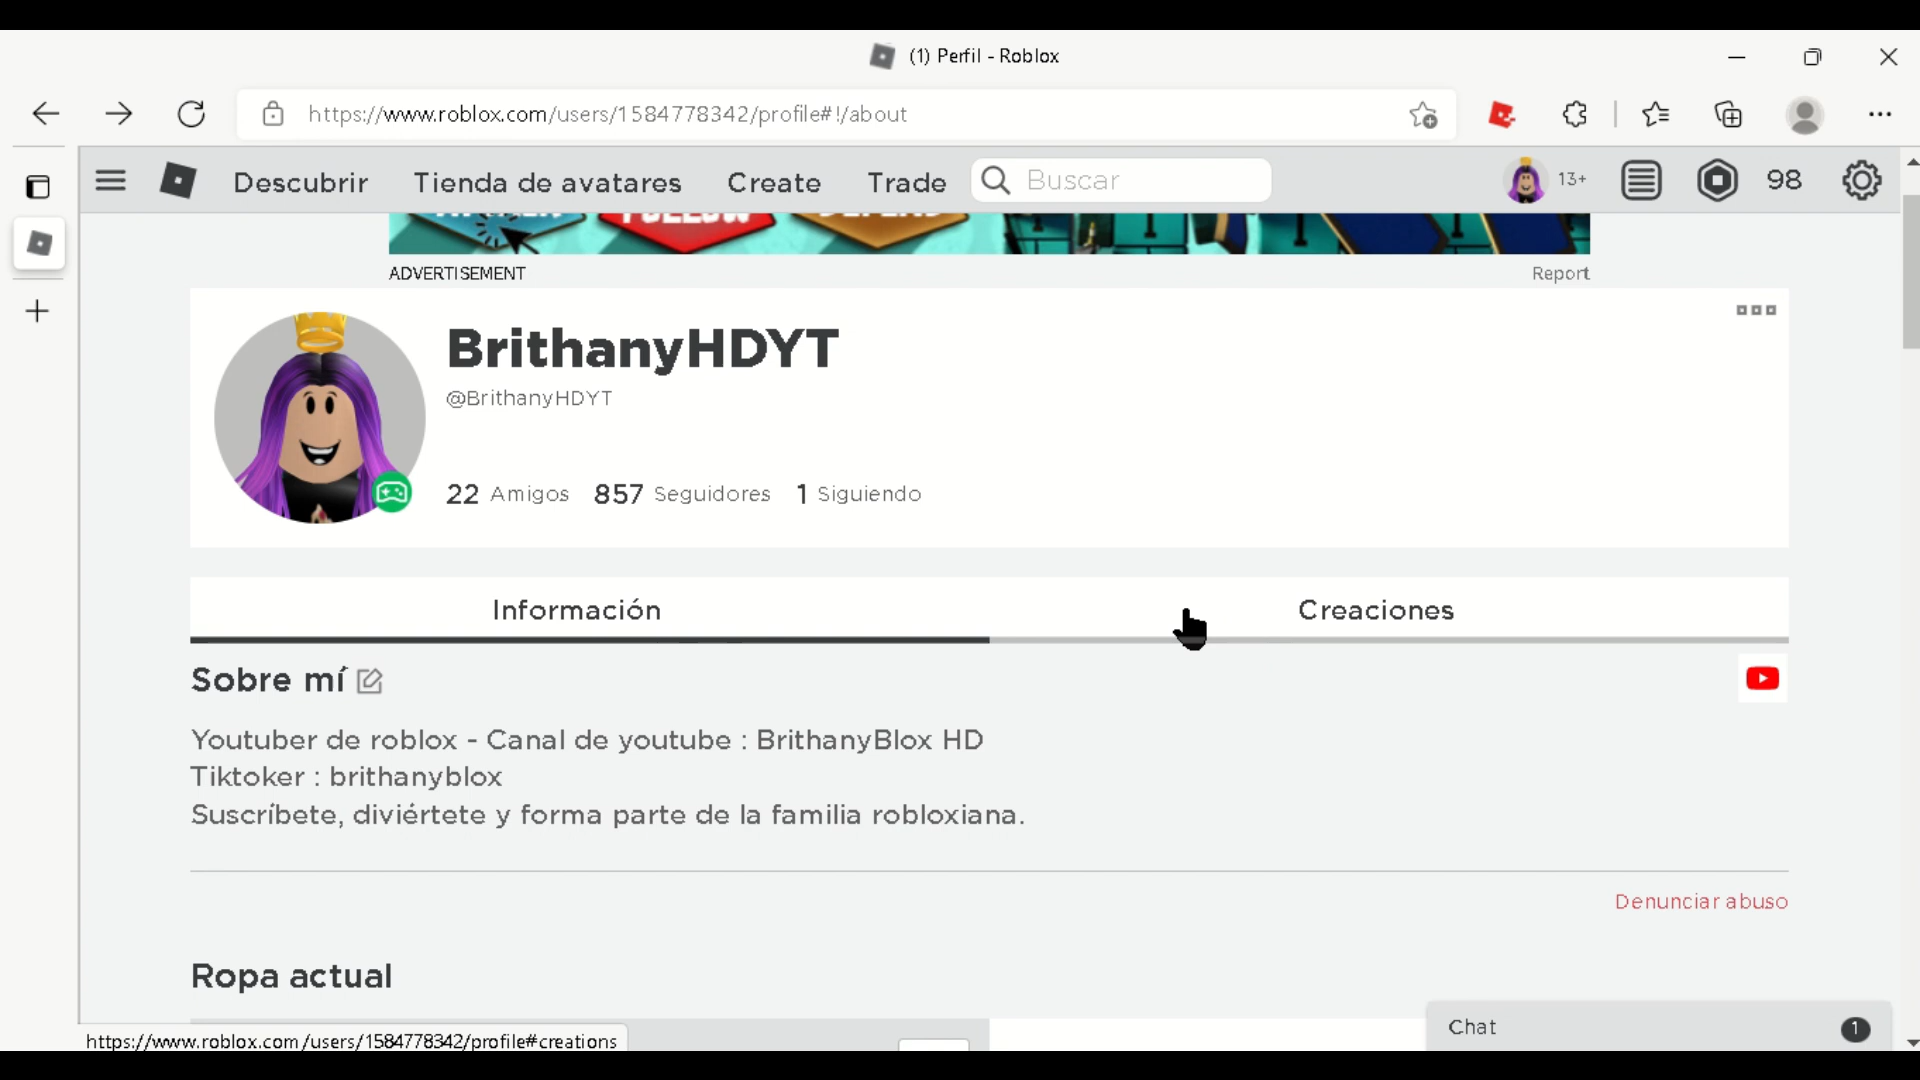 (1) Perfil - Roblox
https://www.roblox.com/users/1584778342/profile#!/about
Descubrir Tienda de avatares Create Trade Buscar 13+ 98
FOLLOW
ADVERTISEMENT Report
BrithanyHDYT
@BrithanyHDYT
22 Amigos 857 Seguidores 1 Siguiendo
Información Creaciones
Sobre mí
Youtuber de roblox - Canal de youtube : BrithanyBlox HD
Tiktoker : brithanyblox
Suscríbete, diviértete y forma parte de la familia robloxiana.
Denunciar abuso
Ropa actual
Chat 1
https://www.roblox.com/users/1584778342/profile#creations